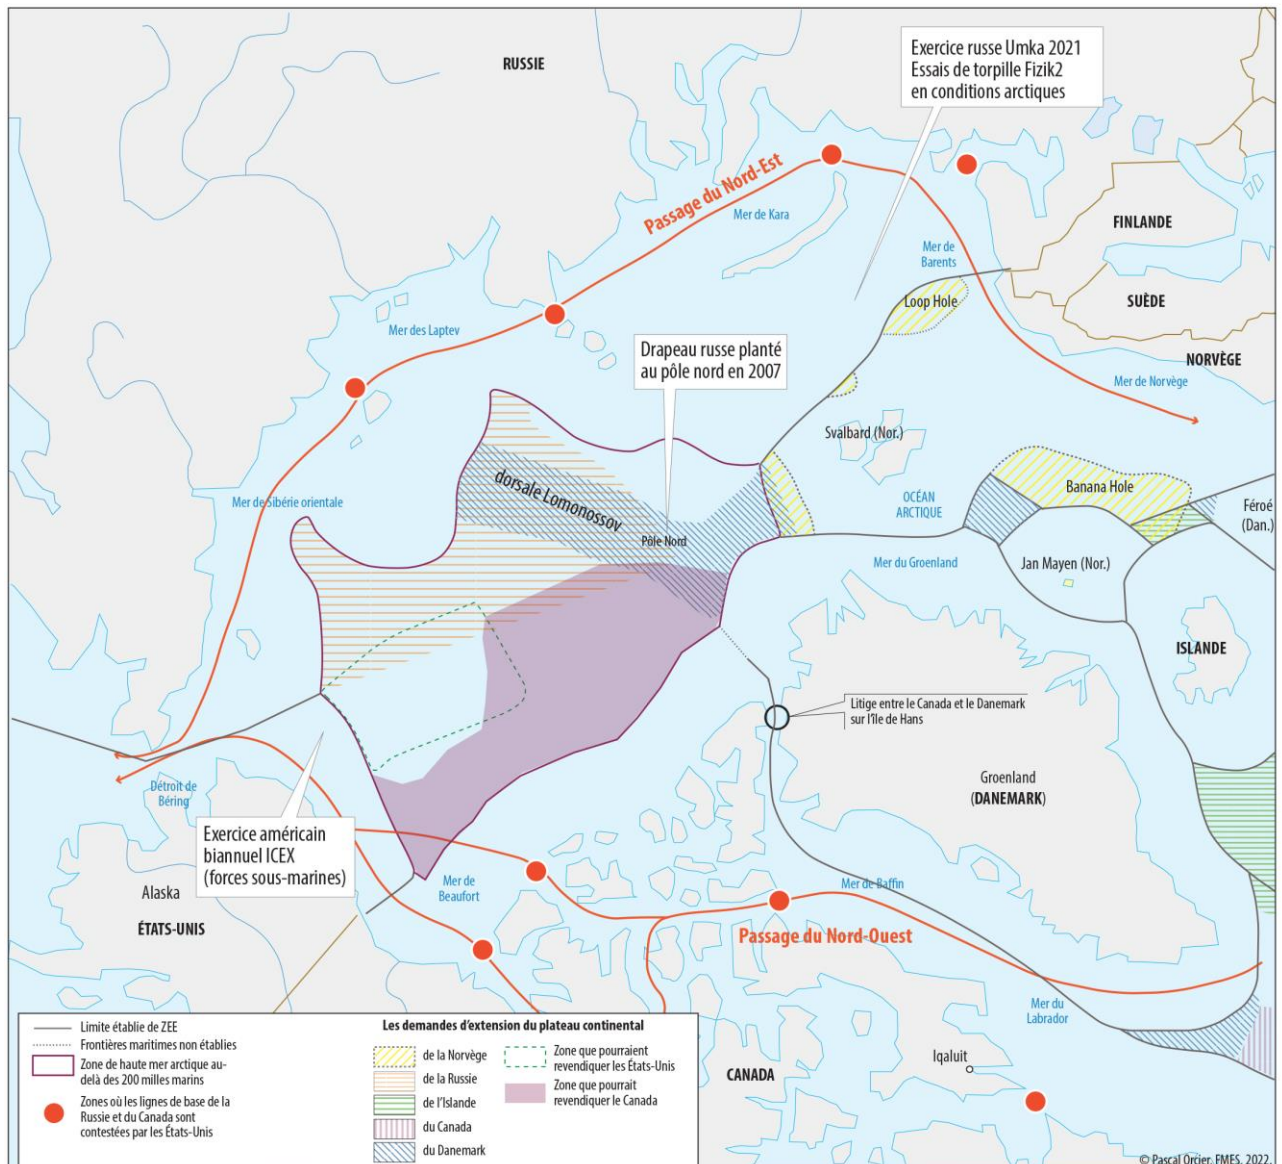 RUSSIE
Exercice russe Umka 2021
Essais de torpille Fizik2
en conditions arctiques
Passage du Nord-Est
Mer de Kara
FINLANDE
Mer de
Barents
Loop Hole
SUÈDE
Mer des Laptev
Drapeau russe planté
au pôle nord en 2007
NORVÈGE
Mer de Norvège
Svalbard (Nor.)
dorsale Lomonossov
Mer de Sibérie orientale
OCÉAN
ARCTIQUE
Banana Hole
Féroé
(Dan.)
Pôle Nord
Mer du Groenland
Jan Mayen (Nor.)
ISLANDE
Litige entre le Canada et le Danemark
sur l'île de Hans
Détroit de
Béring
Groenland
(DANEMARK)
Exercice américain
biannuel ICEX
(forces sous-marines)
Alaska
ÉTATS-UNIS
Mer de
Beaufort
Mer de Baffin
Passage du Nord-Ouest
Mer du
Labrador
Iqaluit
CANADA
Limite établie de ZEE
Frontières maritimes non établies
Zone de haute mer arctique au-
delà des 200 milles marins
Zones où les lignes de base de la
Russie et du Canada sont
contestées par les États-Unis
Les demandes d'extension du plateau continental
de la Norvège
de la Russie
de l'Islande
du Canada
du Danemark
Zone que pourraient
revendiquer les États-Unis
Zone que pourrait
revendiquer le Canada
© Pascal Orcier, FMES, 2022.